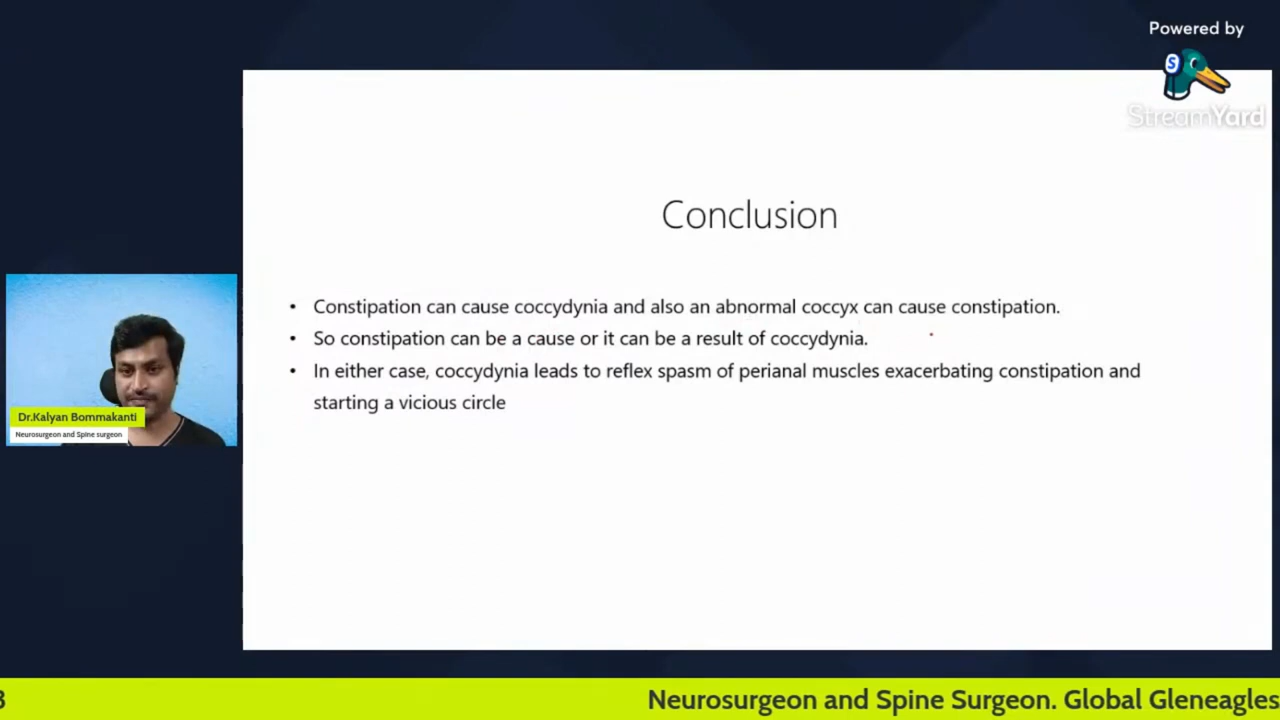 Powered by
S
StreamYard
Conclusion
• Constipation can cause coccydynia and also an abnormal coccyx can cause constipation.
• So constipation can be a cause or it can be a result of coccydynia.
• In either case, coccydynia leads to reflex spasm of perianal muscles exacerbating constipation and
starting a vicious circle
Dr.Kalyan Bommakanti
Neurosurgeon and Spine surgeon
3
Neurosurgeon and Spine Surgeon. Global Gleneagles